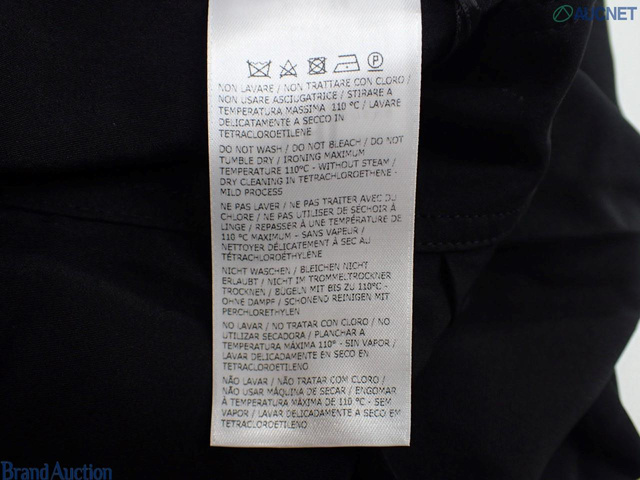 AUCNET
NON LAVARE / NON TRATTARE CON CLORO /
NON USARE ASCIUGATRICE / STIRARE A
TEMPERATURA MASSIMA 110 °C / LAVARE
DELICATAMENTE A SECCO IN
TETRACLOROETILENE
DO NOT WASH / DO NOT BLEACH / DO NOT
TUMBLE DRY / IRONING MAXIMUM
TEMPERATURE 110°C - WITHOUT STEAM /
DRY CLEANING IN TETRACHLOROETHENE -
MILD PROCESS
NE PAS LAVER / NE PAS TRAITER AVEC DU
CHLORE / NE PAS UTILISER DE SÉCHOIR À
LINGE / REPASSER À UNE TEMPÉRATURE DE
110 °C MAXIMUM - SANS VAPEUR /
NETTOYER DÉLICATEMENT À SEC AU
TÉTRACHLOROÉTHYLÈNE
NICHT WASCHEN / BLEICHEN NICHT
ERLAUBT / NICHT IM TROMMELTROCKNER
TROCKNEN / BÜGELN MIT BIS ZU 110°C -
OHNE DAMPF / SCHONEND REINIGEN MIT
PERCHLORETHYLEN
NO LAVAR / NO TRATAR CON CLORO / NO
UTILIZAR SECADORA / PLANCHAR A
TEMPERATURA MÁXIMA 110° - SIN VAPOR /
LAVAR DELICADAMENTE EN SECO EN
TETRACLOROETILENO
NÃO LAVAR / NÃO TRATAR COM CLORO /
NÃO USAR MÁQUINA DE SECAR / ENGOMAR
À TEMPERATURA MÁXIMA DE 110 °C - SEM
VAPOR / LAVAR DELICADAMENTE A SECO EM
TETRACLOROETILENO
Brand Auction